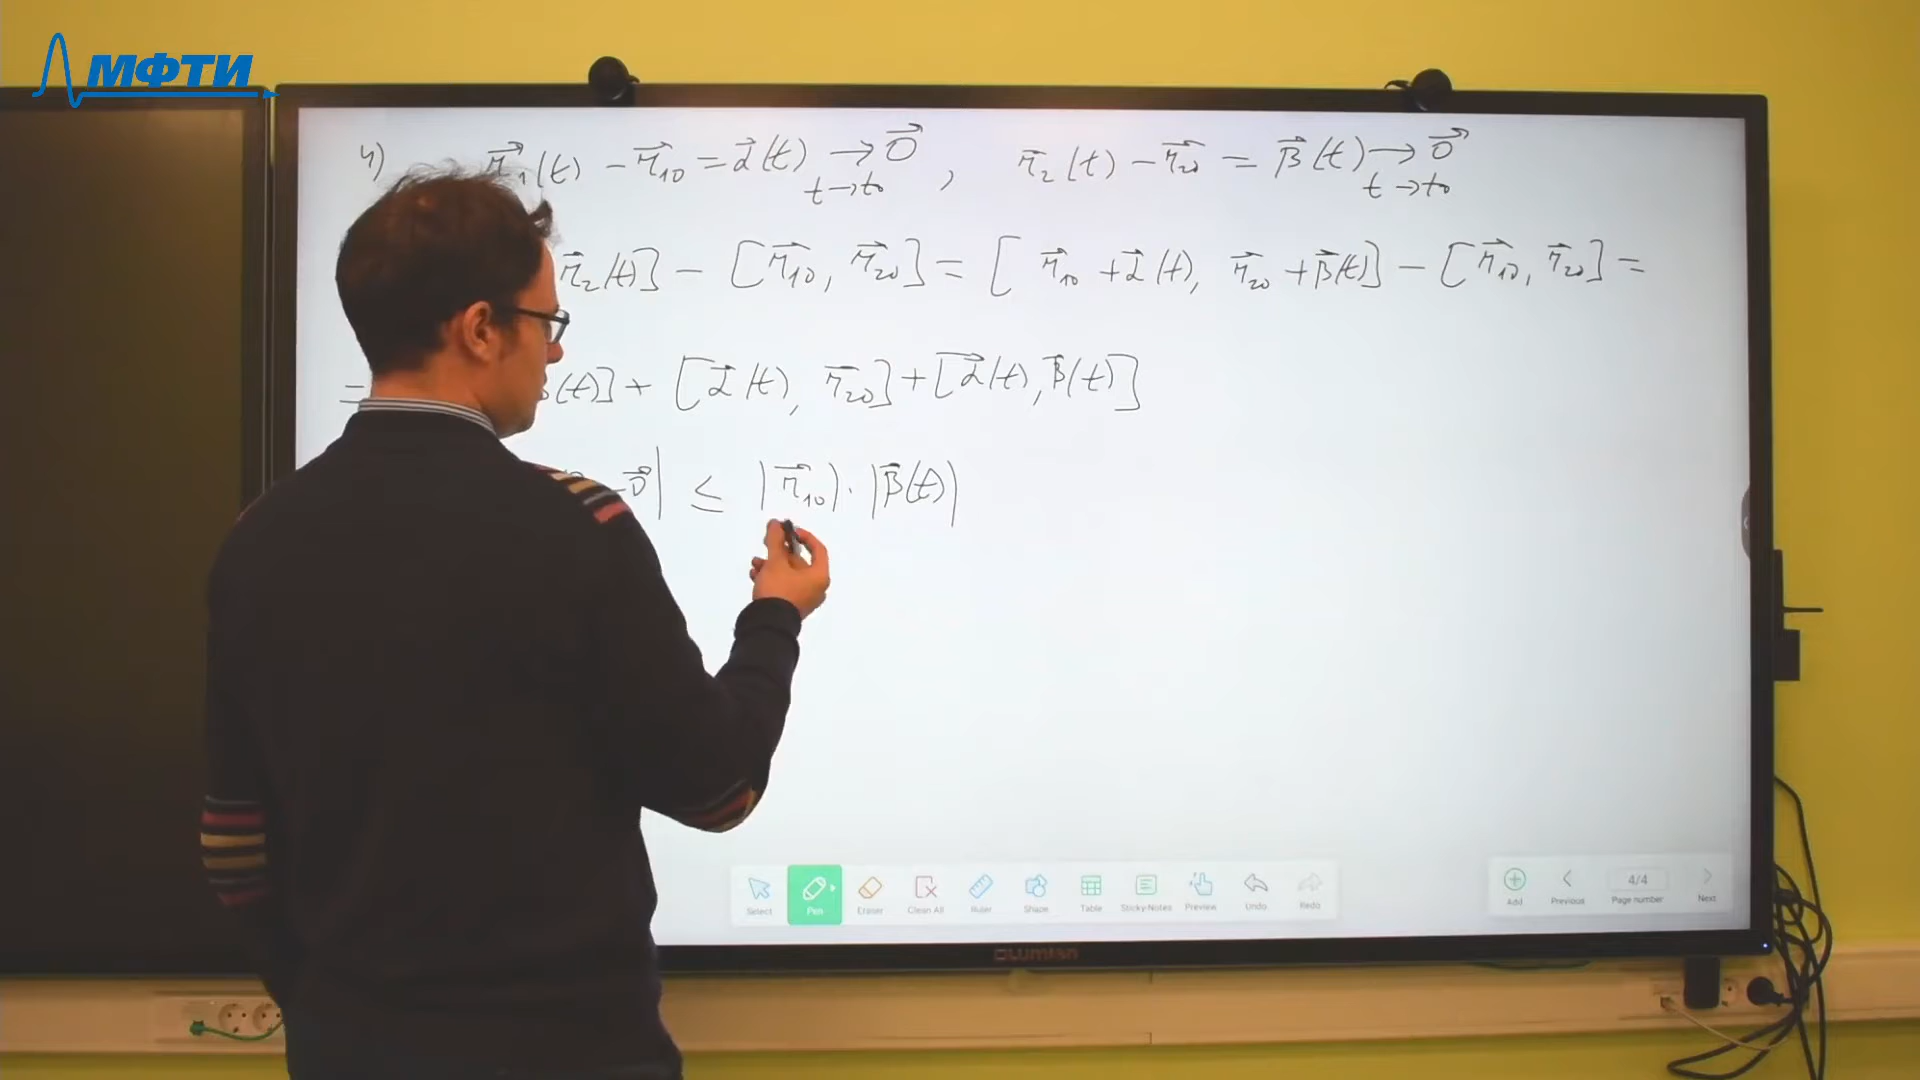 МФТИ
4) r⃗₁(t) − r⃗₁₀ = α⃗(t) → 0⃗, r⃗₂(t) − r⃗₂₀ = β⃗(t) → 0⃗
t→t₀ t→t₀
r⃗₂(t)] − [r⃗₁₀, r⃗₂₀] = [r⃗₁₀ + α⃗(t), r⃗₂₀ + β⃗(t)] − [r⃗₁₀, r⃗₂₀] =
= β(t)] + [α⃗(t), r⃗₂₀] + [α⃗(t), β⃗(t)]
− 0⃗| ≤ |r⃗₁₀| · |β⃗(t)|
Select Pen Eraser Clean All Ruler Shape Table Sticky Notes Preview Undo Redo
Add Previous 4/4 Page number Next